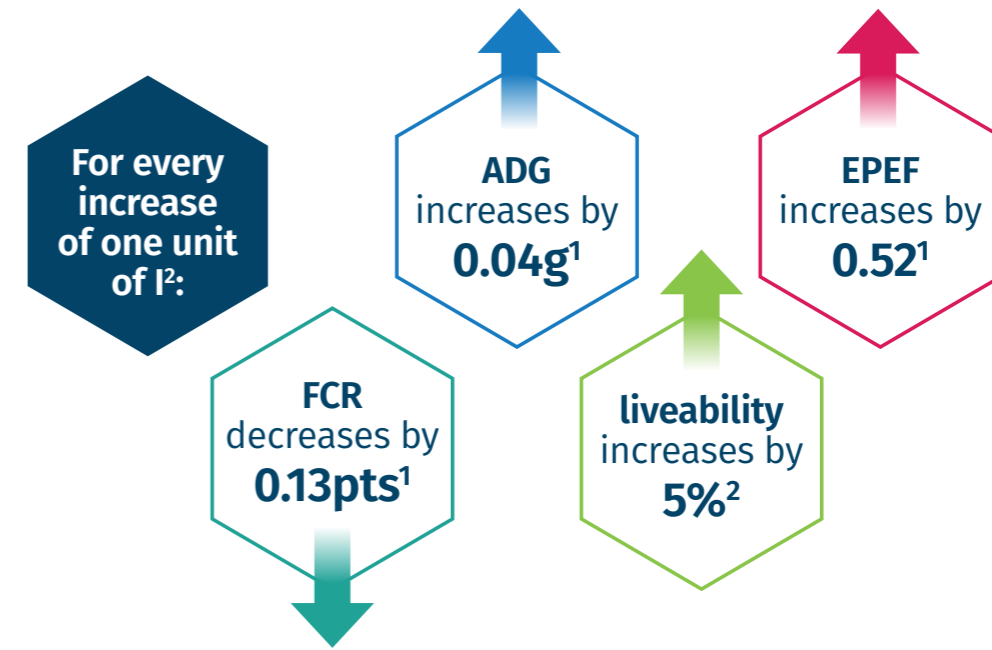 For every
increase
of one unit
of I²:
FCR
decreases by
0.13pts¹
ADG
increases by
0.04g¹
liveability
increases by
5%²
EPEF
increases by
0.52¹